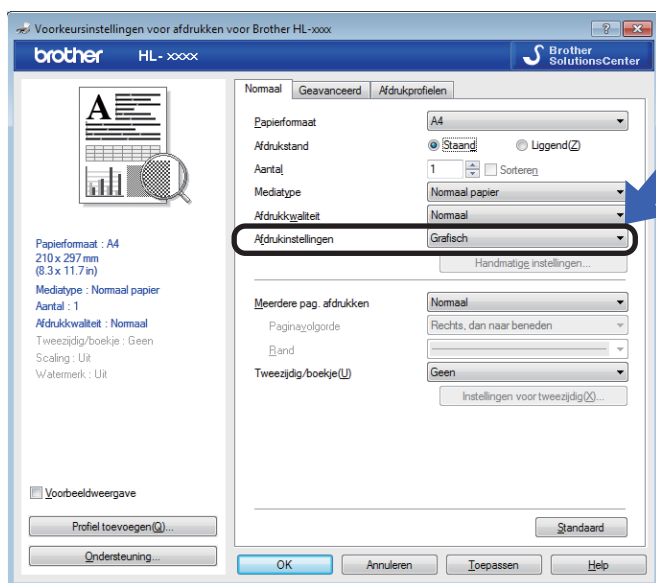 Voorkeursinstellingen voor afdrukken voor Brother HL-xxxx
brother HL- xxxx
Brother
SolutionsCenter
A
Papierformaat : A4
210 x 297 mm
(8.3 x 11.7 in)
Mediatype : Normaal papier
Aantal : 1
Afdrukkwaliteit : Normaal
Tweezijdig/boekje : Geen
Scaling : Uit
Watermerk : Uit
Voorbeeldweergave
Profiel toevoegen(Q)...
Ondersteuning...
Normaal Geavanceerd Afdrukprofielen
Papierformaat A4
Afdrukstand Staand Liggend(Z)
Aantal 1 Sorteren
Mediatype Normaal papier
Afdrukkwaliteit Normaal
Afdrukinstellingen Grafisch
Handmatige instellingen...
Meerdere pag. afdrukken Normaal
Paginavolgorde Rechts, dan naar beneden
Rand
Tweezijdig/boekje(U) Geen
Instellingen voor tweezijdig(X)...
Standaard
OK Annuleren Toepassen Help